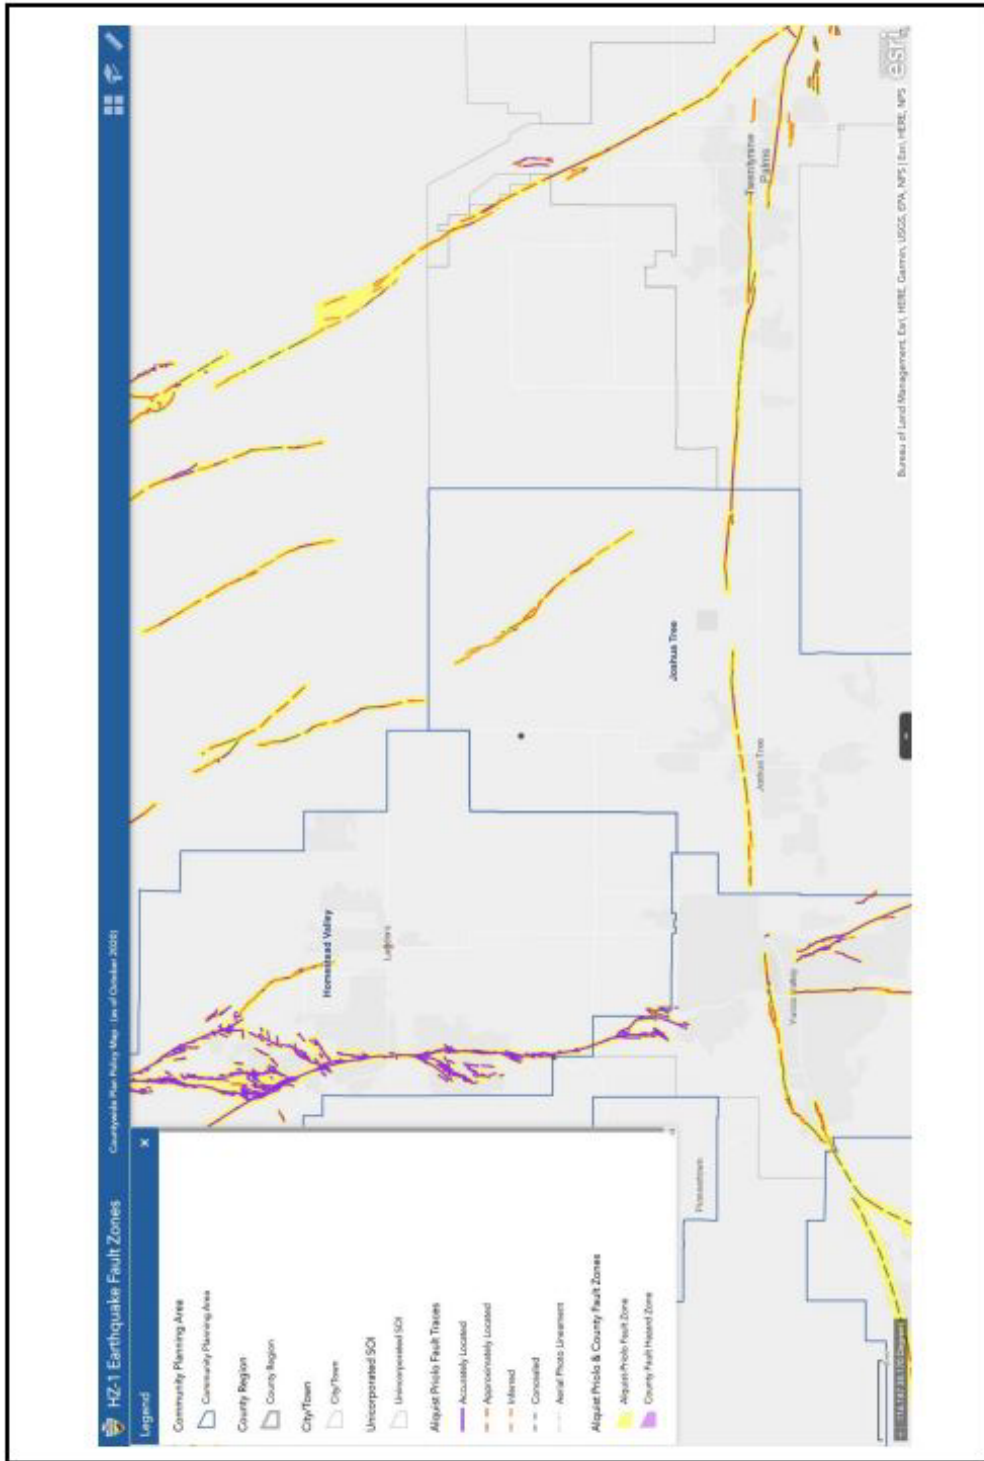 HZ-1 Earthquake Fault Zones
Countywide Plan Policy Map - (as of October 2020)
Legend
x
Community Planning Area
Community Planning Area
County Region
County Region
City/Town
City/Town
Unicorporated SOI
Unincorporated SOI
Alquist Priolo Fault Traces
Accurately Located
Approximately Located
Inferred
Concealed
Aerial Photo Lineament
Alquist Priolo & County Fault Zones
Alquist-Priolo Fault Zone
County Fault Hazard Zone
Homestead Valley
Landers
Pioneertown
Yucca Valley
Joshua Tree
Joshua Tree
Twentynine
Palms
Bureau of Land Management, Esri, HERE, Garmin, USGS, EPA, NPS | Esri, HERE, NPS
esri